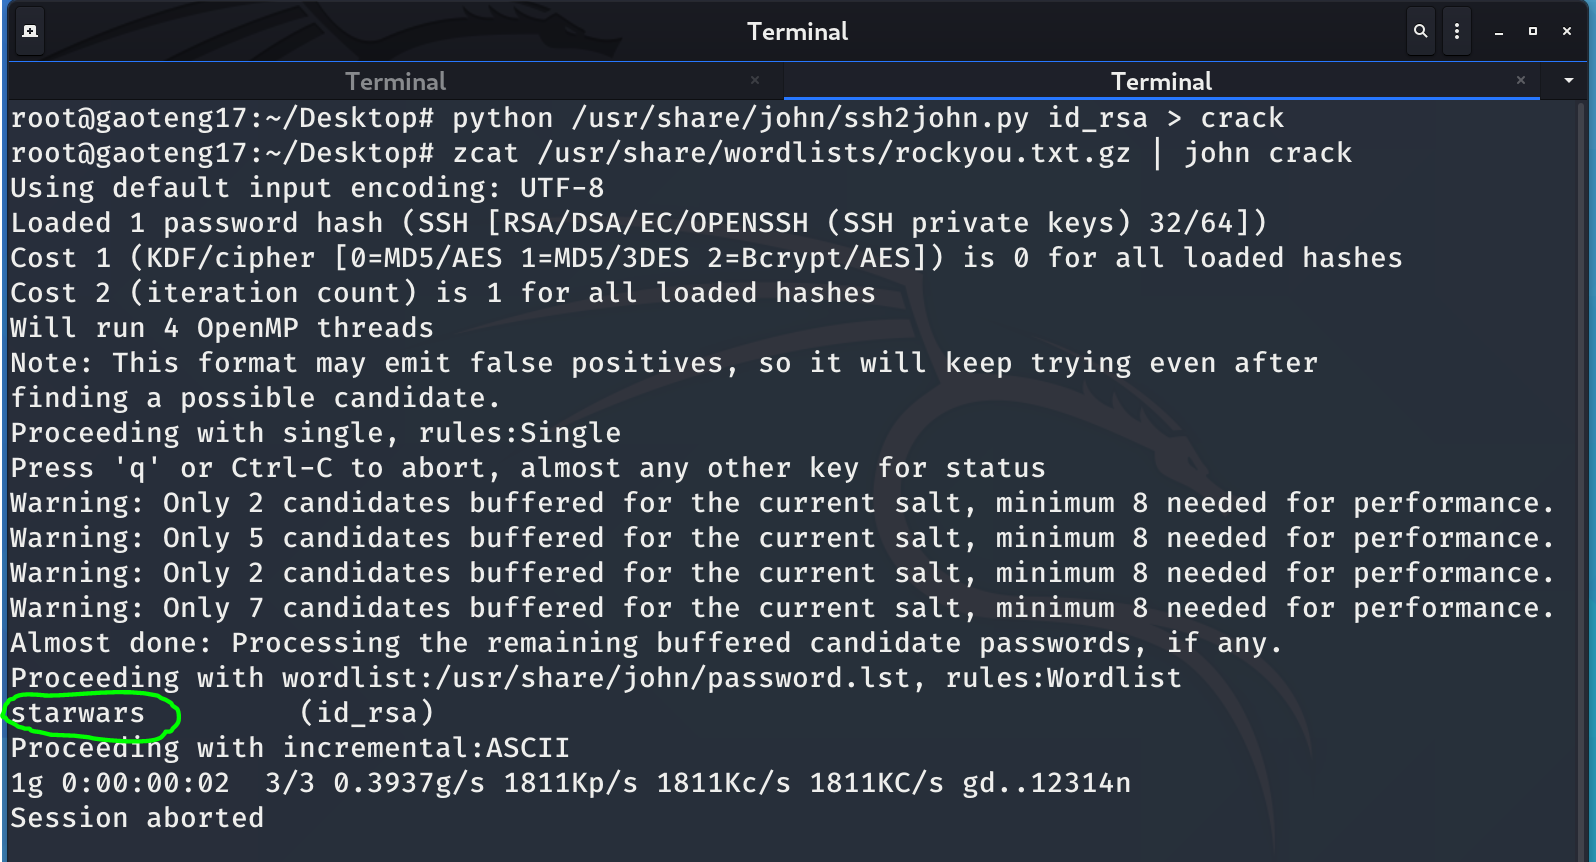 Terminal
Terminal
Terminal
root@gaoteng17:~/Desktop# python /usr/share/john/ssh2john.py id_rsa > crack
root@gaoteng17:~/Desktop# zcat /usr/share/wordlists/rockyou.txt.gz | john crack
Using default input encoding: UTF-8
Loaded 1 password hash (SSH [RSA/DSA/EC/OPENSSH (SSH private keys) 32/64])
Cost 1 (KDF/cipher [0=MD5/AES 1=MD5/3DES 2=Bcrypt/AES]) is 0 for all loaded hashes
Cost 2 (iteration count) is 1 for all loaded hashes
Will run 4 OpenMP threads
Note: This format may emit false positives, so it will keep trying even after
finding a possible candidate.
Proceeding with single, rules:Single
Press 'q' or Ctrl-C to abort, almost any other key for status
Warning: Only 2 candidates buffered for the current salt, minimum 8 needed for performance.
Warning: Only 5 candidates buffered for the current salt, minimum 8 needed for performance.
Warning: Only 2 candidates buffered for the current salt, minimum 8 needed for performance.
Warning: Only 7 candidates buffered for the current salt, minimum 8 needed for performance.
Almost done: Processing the remaining buffered candidate passwords, if any.
Proceeding with wordlist:/usr/share/john/password.lst, rules:Wordlist
starwars         (id_rsa)
Proceeding with incremental:ASCII
1g 0:00:00:02  3/3 0.3937g/s 1811Kp/s 1811Kc/s 1811KC/s gd..12314n
Session aborted